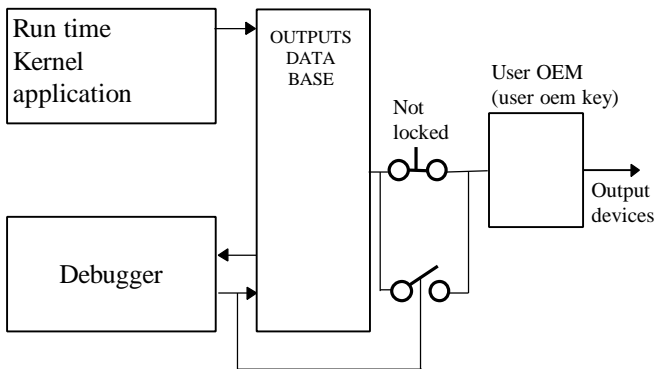 Run time
Kernel
application
OUTPUTS
DATA
BASE
Not
locked
User OEM
(user oem key)
Output
devices
Debugger